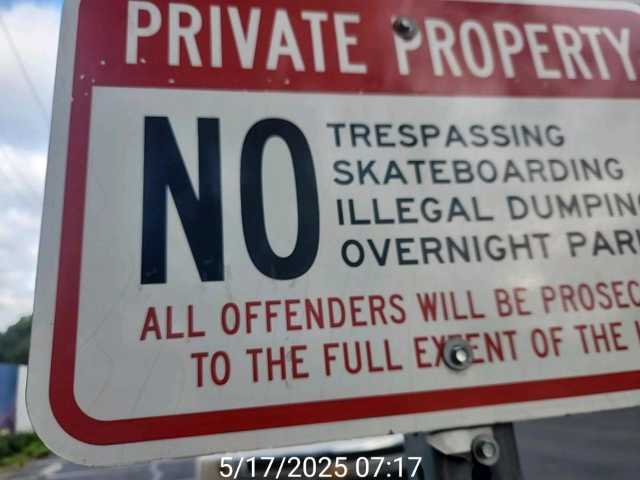 PRIVATE PROPERTY
NO
TRESPASSING
SKATEBOARDING
ILLEGAL DUMPIN
OVERNIGHT PAR
ALL OFFENDERS WILL BE PROSEC
TO THE FULL EXTENT OF THE
5/17/2025 07:17